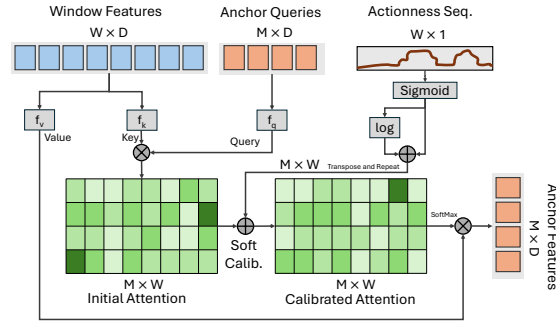 Window Features
W × D
Anchor Queries
M × D
Actionness Seq.
W × 1
Sigmoid
log
f_v
Value
f_k
Key
f_q
Query
M × W
Transpose and Repeat
Soft
Calib.
SoftMax
M × W
Initial Attention
M × W
Calibrated Attention
Anchor Features
M × D